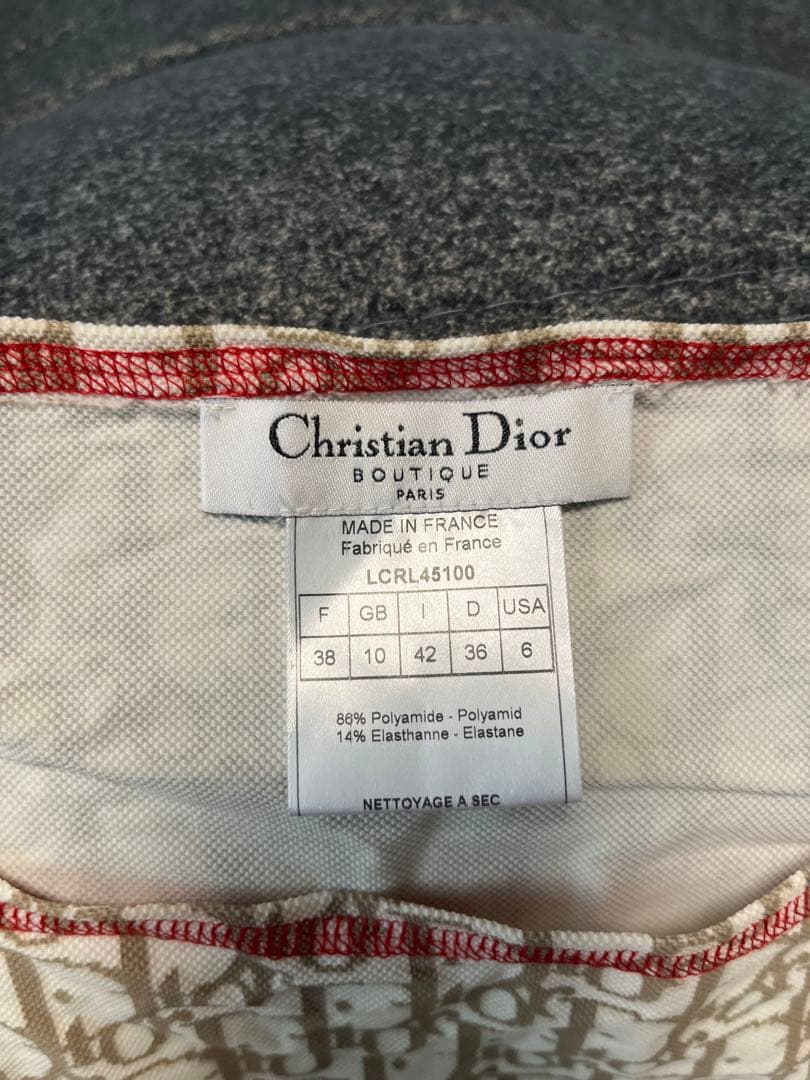 Christian Dior
BOUTIQUE
PARIS
MADE IN FRANCE
Fabriqué en France
LCRL45100
F GB I D USA
38 10 42 36 6
86% Polyamide - Polyamid
14% Elasthanne - Elastane
NETTOYAGE A SEC